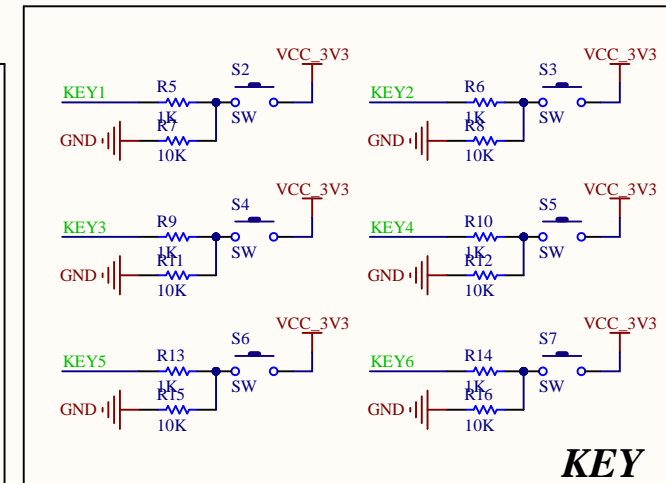 VCC_3V3 VCC_3V3
S2 S3
KEY1 R5 KEY2 R6
1K SW 1K SW
GND R7 GND R8
10K 10K
VCC_3V3 VCC_3V3
S4 S5
KEY3 R9 KEY4 R10
1K SW 1K SW
GND R11 GND R12
10K 10K
VCC_3V3 VCC_3V3
S6 S7
KEY5 R13 KEY6 R14
1K SW 1K SW
GND R15 GND R16
10K 10K
KEY